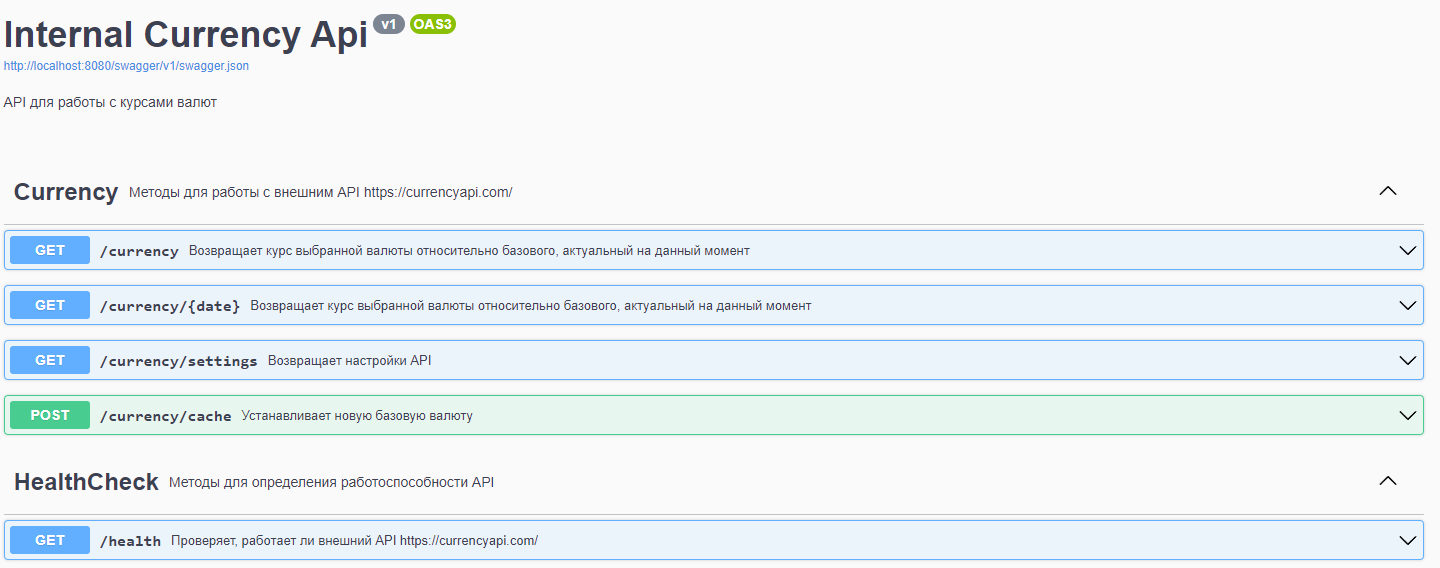 Internal Currency Api v1 OAS3
http://localhost:8080/swagger/v1/swagger.json
API для работы с курсами валют
Currency Методы для работы с внешним API https://currencyapi.com/
GET /currency Возвращает курс выбранной валюты относительно базового, актуальный на данный момент
GET /currency/{date} Возвращает курс выбранной валюты относительно базового, актуальный на данный момент
GET /currency/settings Возвращает настройки API
POST /currency/cache Устанавливает новую базовую валюту
HealthCheck Методы для определения работоспособности API
GET /health Проверяет, работает ли внешний API https://currencyapi.com/